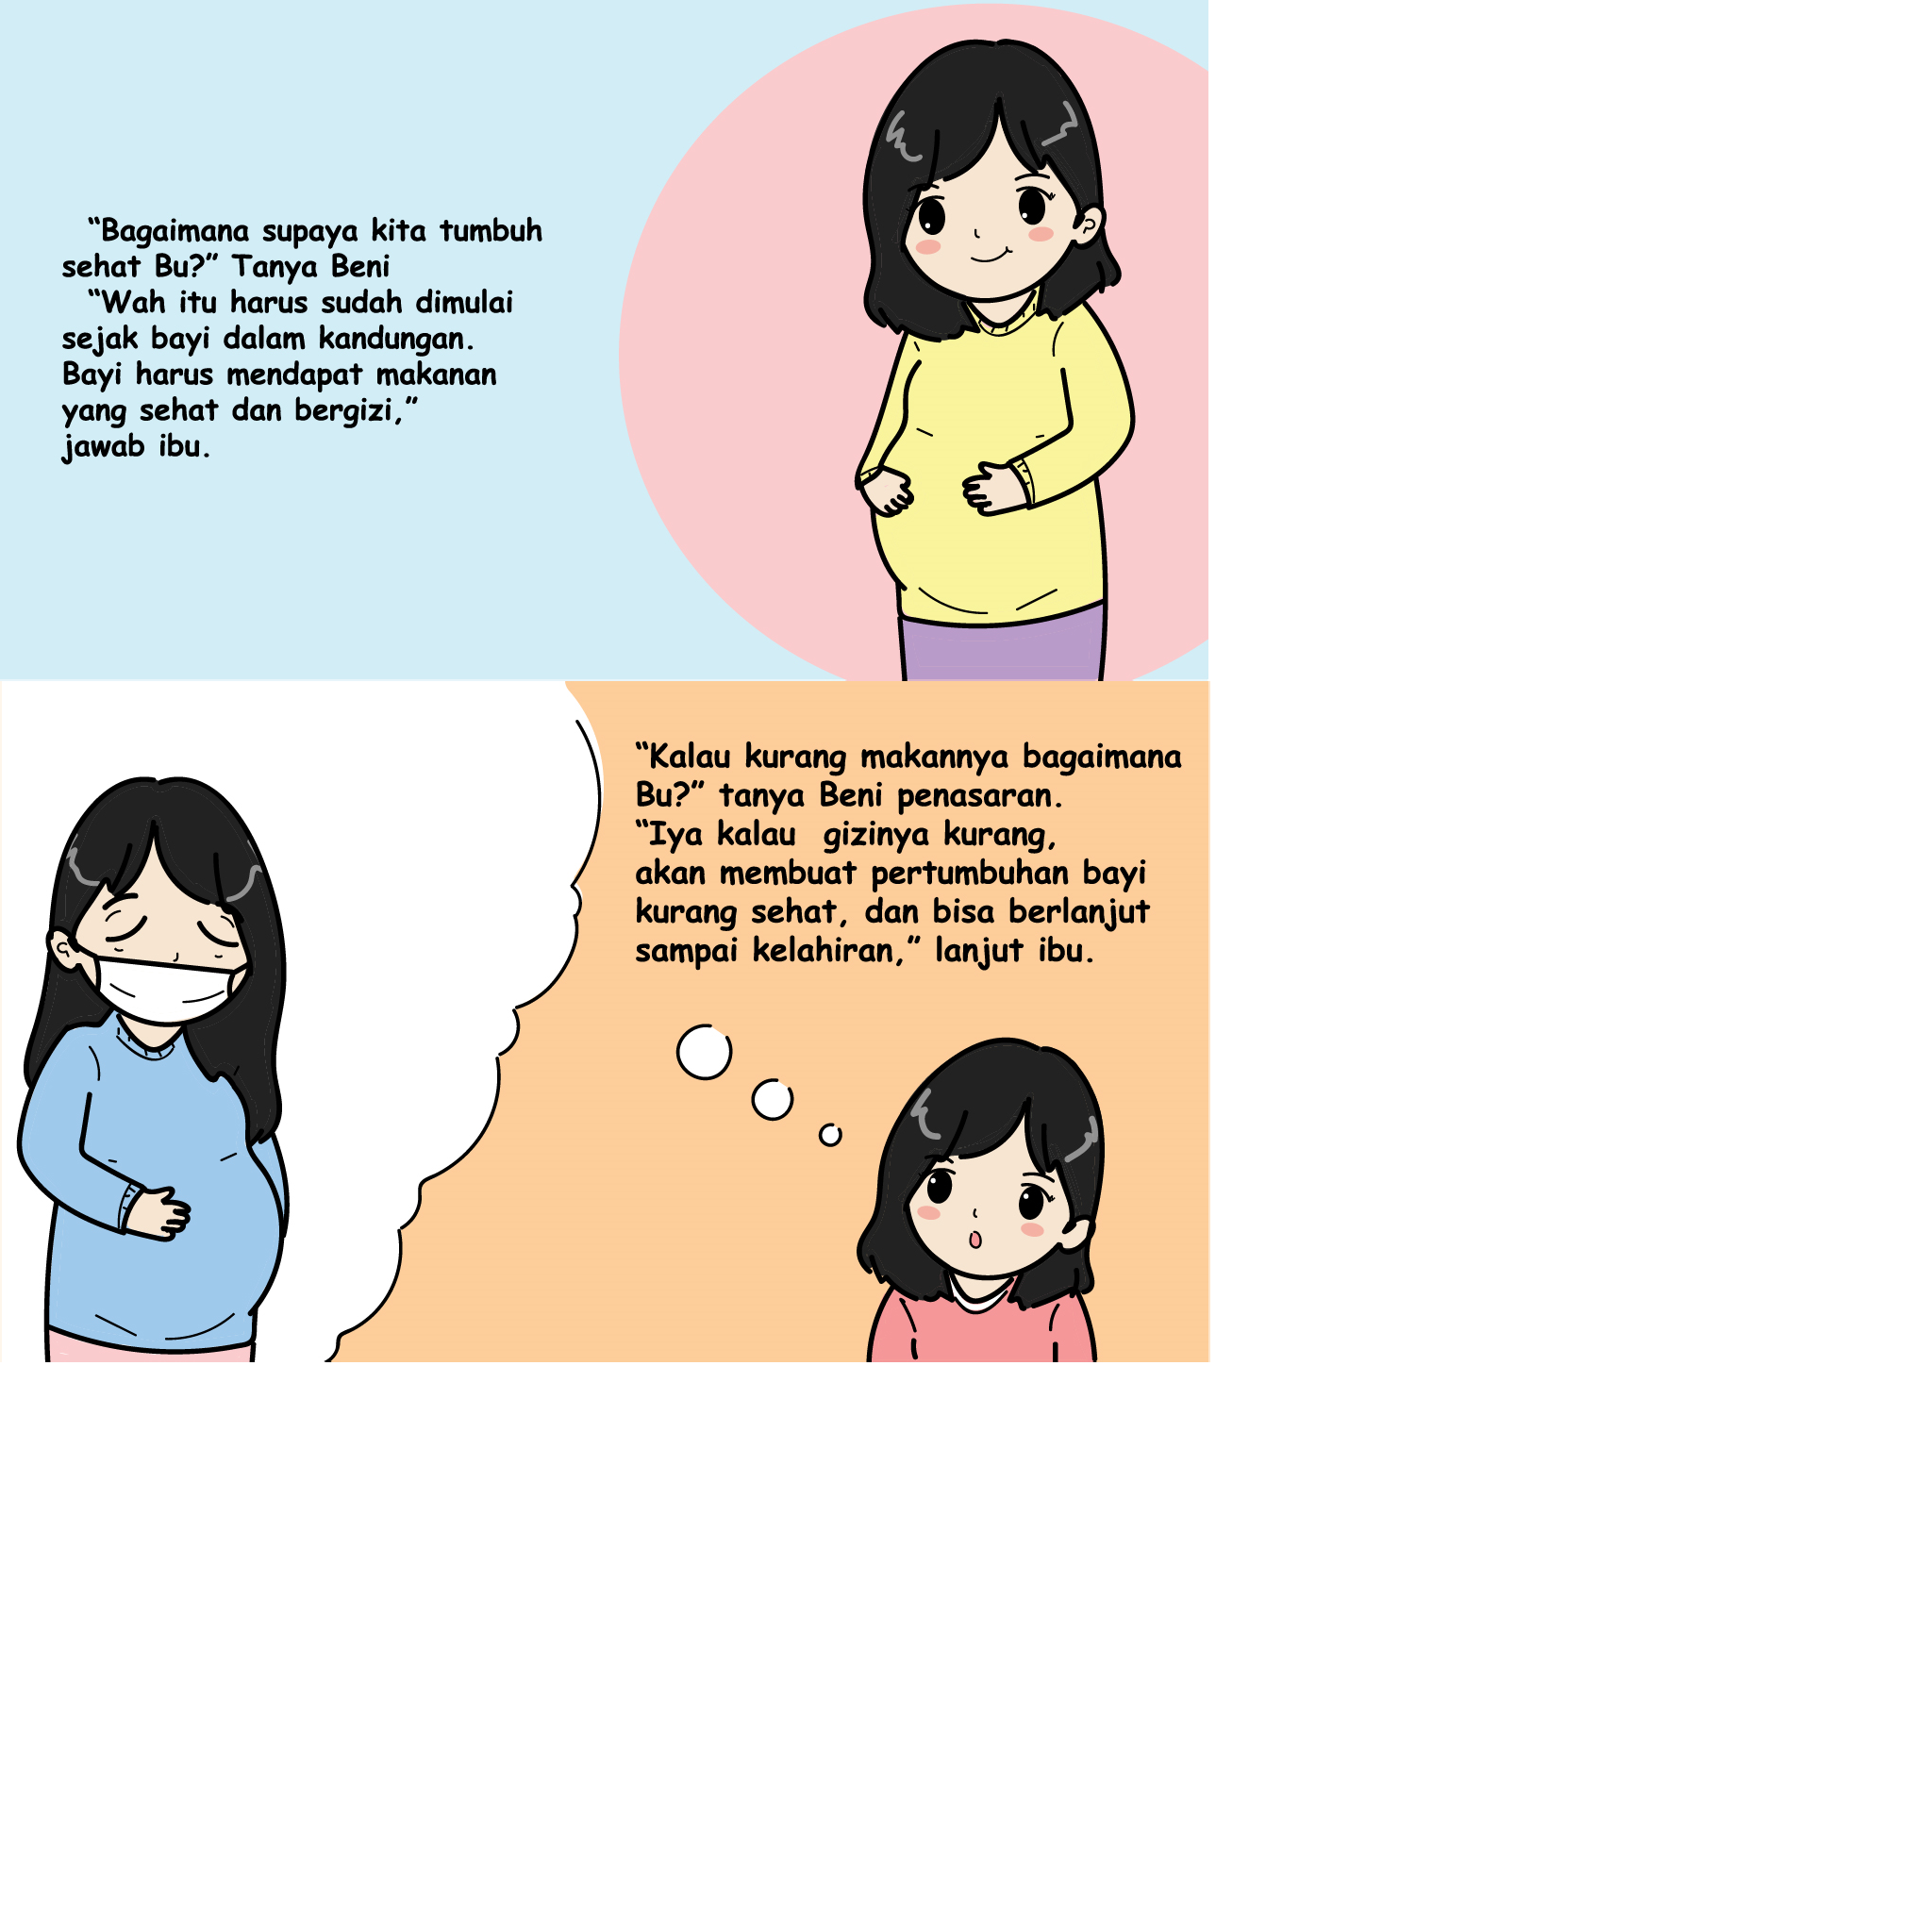 “Bagaimana supaya kita tumbuh
sehat Bu?” Tanya Beni
“Wah itu harus sudah dimulai
sejak bayi dalam kandungan.
Bayi harus mendapat makanan
yang sehat dan bergizi,”
jawab ibu.
“Kalau kurang makannya bagaimana
Bu?” tanya Beni penasaran.
“Iya kalau  gizinya kurang,
akan membuat pertumbuhan bayi
kurang sehat, dan bisa berlanjut
sampai kelahiran,” lanjut ibu.